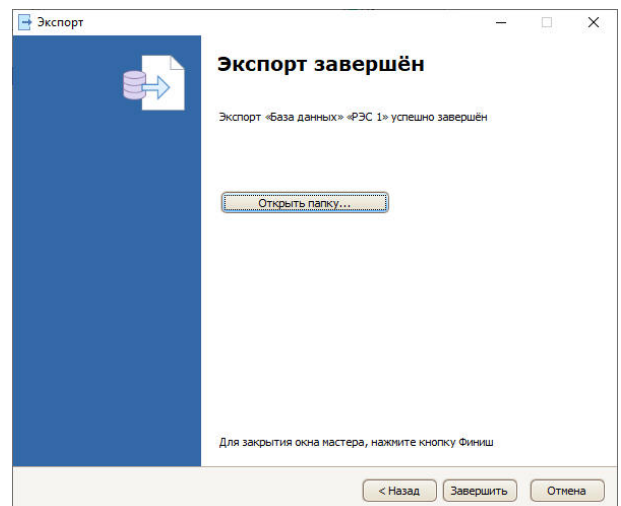 Экспорт
Экспорт завершён
Экспорт «База данных» «РЭС 1» успешно завершён
Открыть папку...
Для закрытия окна мастера, нажмите кнопку Финиш
< Назад
Завершить
Отмена